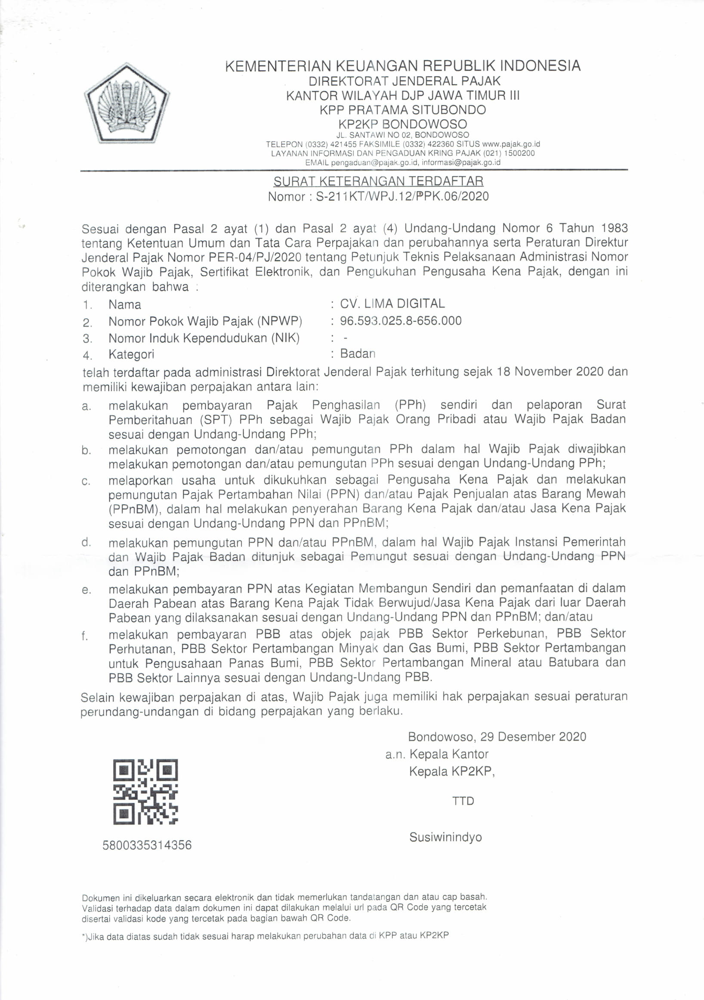 KEMENTERIAN KEUANGAN REPUBLIK INDONESIA
DIREKTORAT JENDERAL PAJAK
KANTOR WILAYAH DJP JAWA TIMUR III
KPP PRATAMA SITUBONDO
KP2KP BONDOWOSO
JL. SANTAWI NO 02, BONDOWOSO
TELEPON (0332) 421455 FAKSIMILE (0332) 422360 SITUS www.pajak.go.id
LAYANAN INFORMASI DAN PENGADUAN KRING PAJAK (021) 1500200
EMAIL pengaduan@pajak.go.id, informasi@pajak.go.id
SURAT KETERANGAN TERDAFTAR
Nomor : S-211KT/WPJ.12/PPK.06/2020
Sesuai dengan Pasal 2 ayat (1) dan Pasal 2 ayat (4) Undang-Undang Nomor 6 Tahun 1983
tentang Ketentuan Umum dan Tata Cara Perpajakan dan perubahannya serta Peraturan Direktur
Jenderal Pajak Nomor PER-04/PJ/2020 tentang Petunjuk Teknis Pelaksanaan Administrasi Nomor
Pokok Wajib Pajak, Sertifikat Elektronik, dan Pengukuhan Pengusaha Kena Pajak, dengan ini
diterangkan bahwa :
1. Nama : CV. LIMA DIGITAL
2. Nomor Pokok Wajib Pajak (NPWP) : 96.593.025.8-656.000
3. Nomor Induk Kependudukan (NIK) : -
4. Kategori : Badan
telah terdaftar pada administrasi Direktorat Jenderal Pajak terhitung sejak 18 November 2020 dan
memiliki kewajiban perpajakan antara lain:
a. melakukan pembayaran Pajak Penghasilan (PPh) sendiri dan pelaporan Surat
Pemberitahuan (SPT) PPh sebagai Wajib Pajak Orang Pribadi atau Wajib Pajak Badan
sesuai dengan Undang-Undang PPh;
b. melakukan pemotongan dan/atau pemungutan PPh dalam hal Wajib Pajak diwajibkan
melakukan pemotongan dan/atau pemungutan PPh sesuai dengan Undang-Undang PPh;
c. melaporkan usaha untuk dikukuhkan sebagai Pengusaha Kena Pajak dan melakukan
pemungutan Pajak Pertambahan Nilai (PPN) dan/atau Pajak Penjualan atas Barang Mewah
(PPnBM), dalam hal melakukan penyerahan Barang Kena Pajak dan/atau Jasa Kena Pajak
sesuai dengan Undang-Undang PPN dan PPnBM;
d. melakukan pemungutan PPN dan/atau PPnBM, dalam hal Wajib Pajak Instansi Pemerintah
dan Wajib Pajak Badan ditunjuk sebagai Pemungut sesuai dengan Undang-Undang PPN
dan PPnBM;
e. melakukan pembayaran PPN atas Kegiatan Membangun Sendiri dan pemanfaatan di dalam
Daerah Pabean atas Barang Kena Pajak Tidak Berwujud/Jasa Kena Pajak dari luar Daerah
Pabean yang dilaksanakan sesuai dengan Undang-Undang PPN dan PPnBM; dan/atau
f. melakukan pembayaran PBB atas objek pajak PBB Sektor Perkebunan, PBB Sektor
Perhutanan, PBB Sektor Pertambangan Minyak dan Gas Bumi, PBB Sektor Pertambangan
untuk Pengusahaan Panas Bumi, PBB Sektor Pertambangan Mineral atau Batubara dan
PBB Sektor Lainnya sesuai dengan Undang-Undang PBB.
Selain kewajiban perpajakan di atas, Wajib Pajak juga memiliki hak perpajakan sesuai peraturan
perundang-undangan di bidang perpajakan yang berlaku.
Bondowoso, 29 Desember 2020
a.n. Kepala Kantor
Kepala KP2KP,
TTD
Susiwinindyo
5800335314356
Dokumen ini dikeluarkan secara elektronik dan tidak memerlukan tandatangan dan atau cap basah.
Validasi terhadap data dalam dokumen ini dapat dilakukan melalui url pada QR Code yang tercetak
disertai validasi kode yang tercetak pada bagian bawah QR Code.
*)Jika data diatas sudah tidak sesuai harap melakukan perubahan data di KPP atau KP2KP